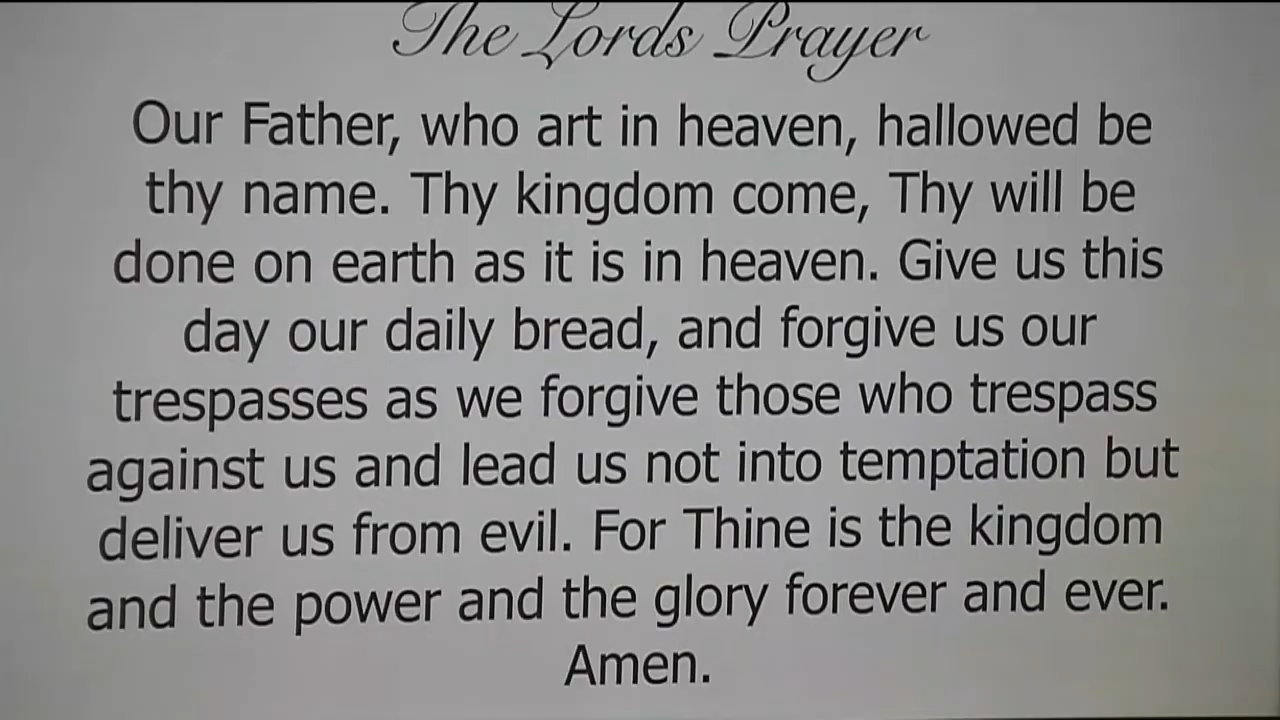 The Lords Prayer
Our Father, who art in heaven, hallowed be
thy name. Thy kingdom come, Thy will be
done on earth as it is in heaven. Give us this
day our daily bread, and forgive us our
trespasses as we forgive those who trespass
against us and lead us not into temptation but
deliver us from evil. For Thine is the kingdom
and the power and the glory forever and ever.
Amen.